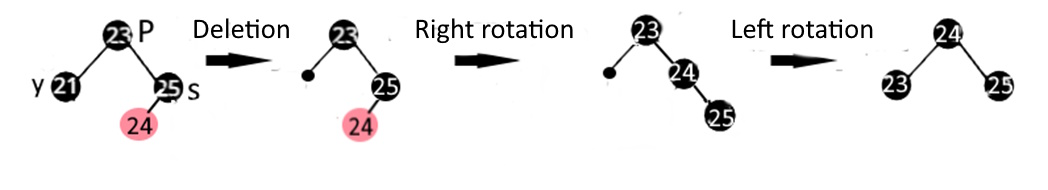 Deletion
Right rotation
Left rotation
23 P
y 21
25 s
24
23
25
24
23
24
25
24
23
25